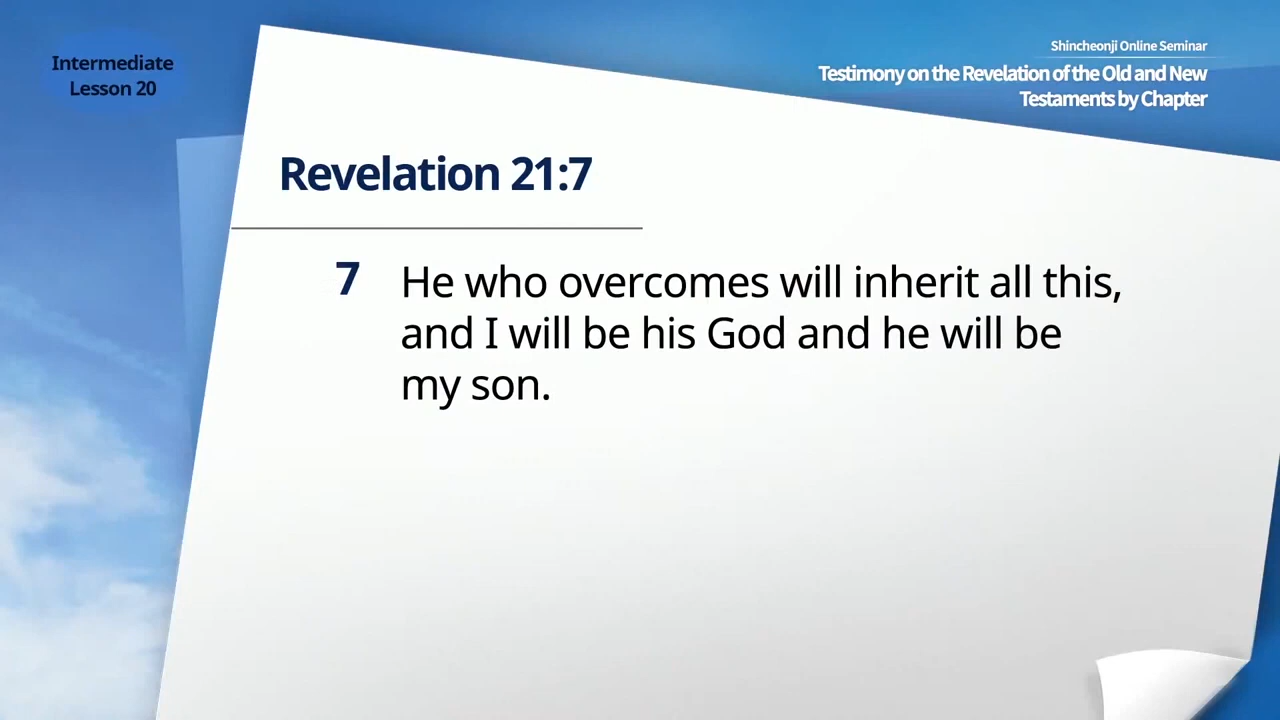 Intermediate
Lesson 20
Shincheonji Online Seminar
Testimony on the Revelation of the Old and New
Testaments by Chapter
Revelation 21:7
7 He who overcomes will inherit all this,
and I will be his God and he will be
my son.